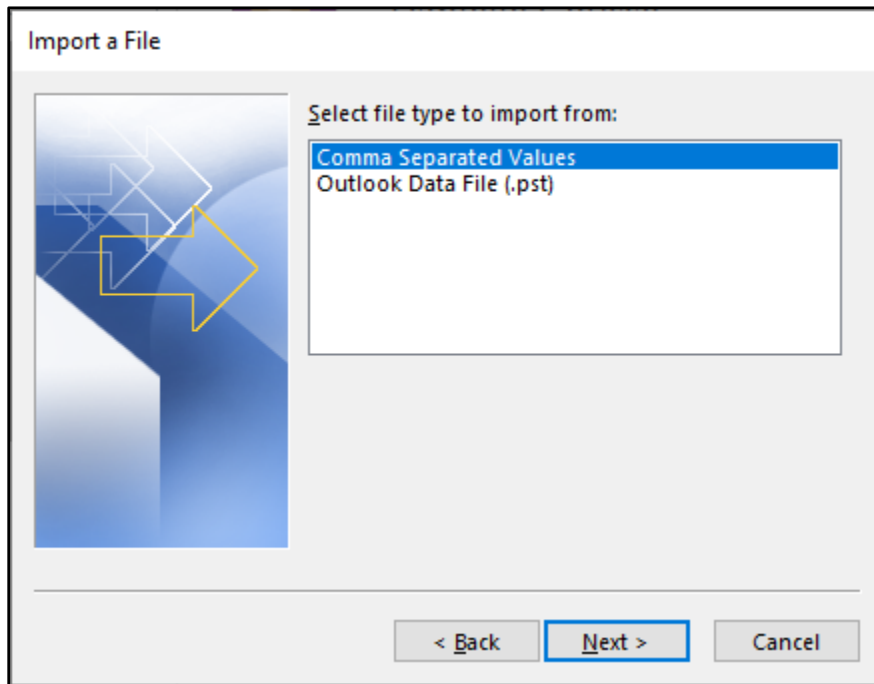 Import a File
Select file type to import from:
Comma Separated Values
Outlook Data File (.pst)
< Back
Next >
Cancel